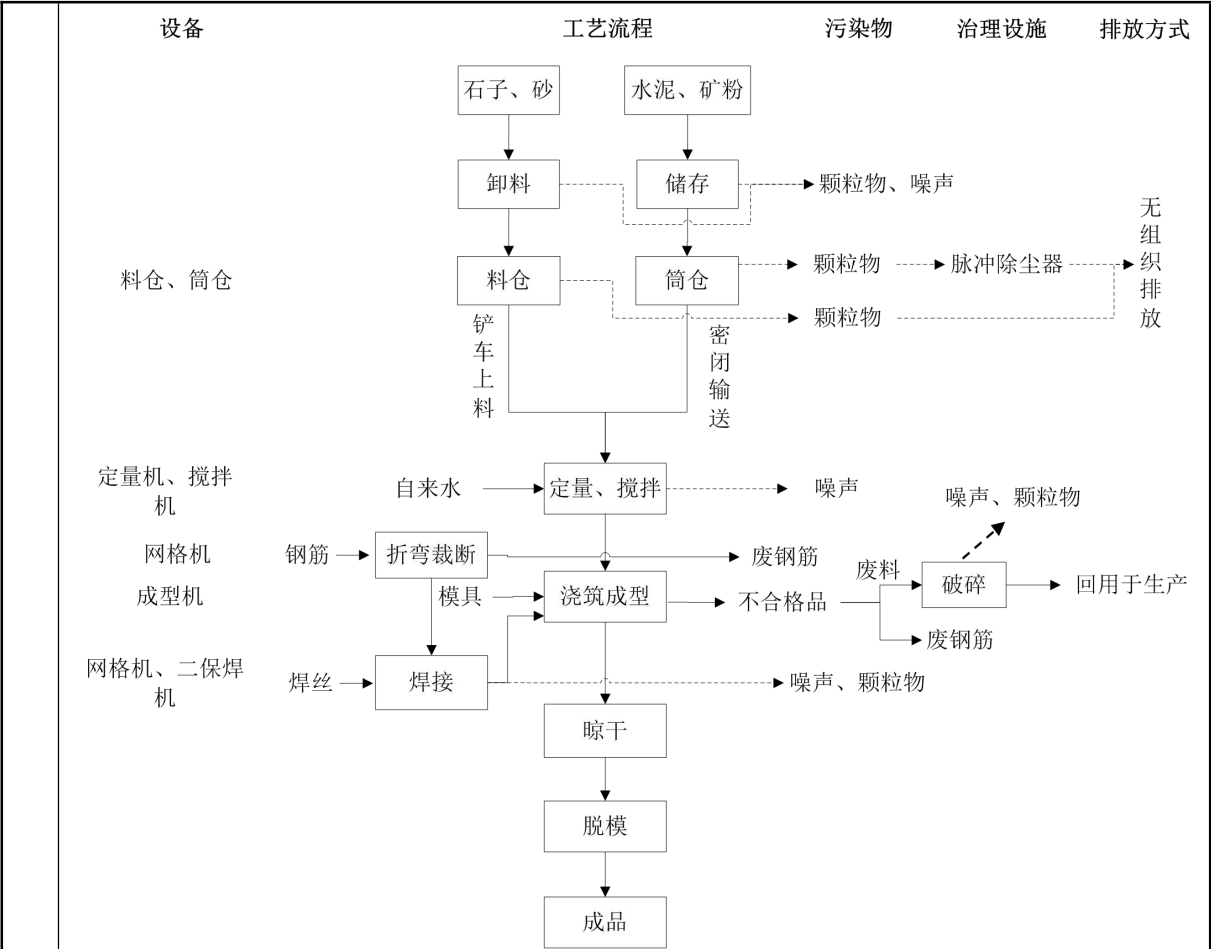 设备
工艺流程
污染物
治理设施
排放方式
石子、砂
水泥、矿粉
卸料
储存
颗粒物、噪声
料仓、筒仓
料仓
筒仓
颗粒物
脉冲除尘器
无组织排放
颗粒物
铲车上料
密闭输送
定量机、搅拌
机
自来水
定量、搅拌
噪声
噪声、颗粒物
网格机
钢筋
折弯裁断
废钢筋
废料
破碎
回用于生产
成型机
模具
浇筑成型
不合格品
废钢筋
网格机、二保焊
机
焊丝
焊接
噪声、颗粒物
晾干
脱模
成品